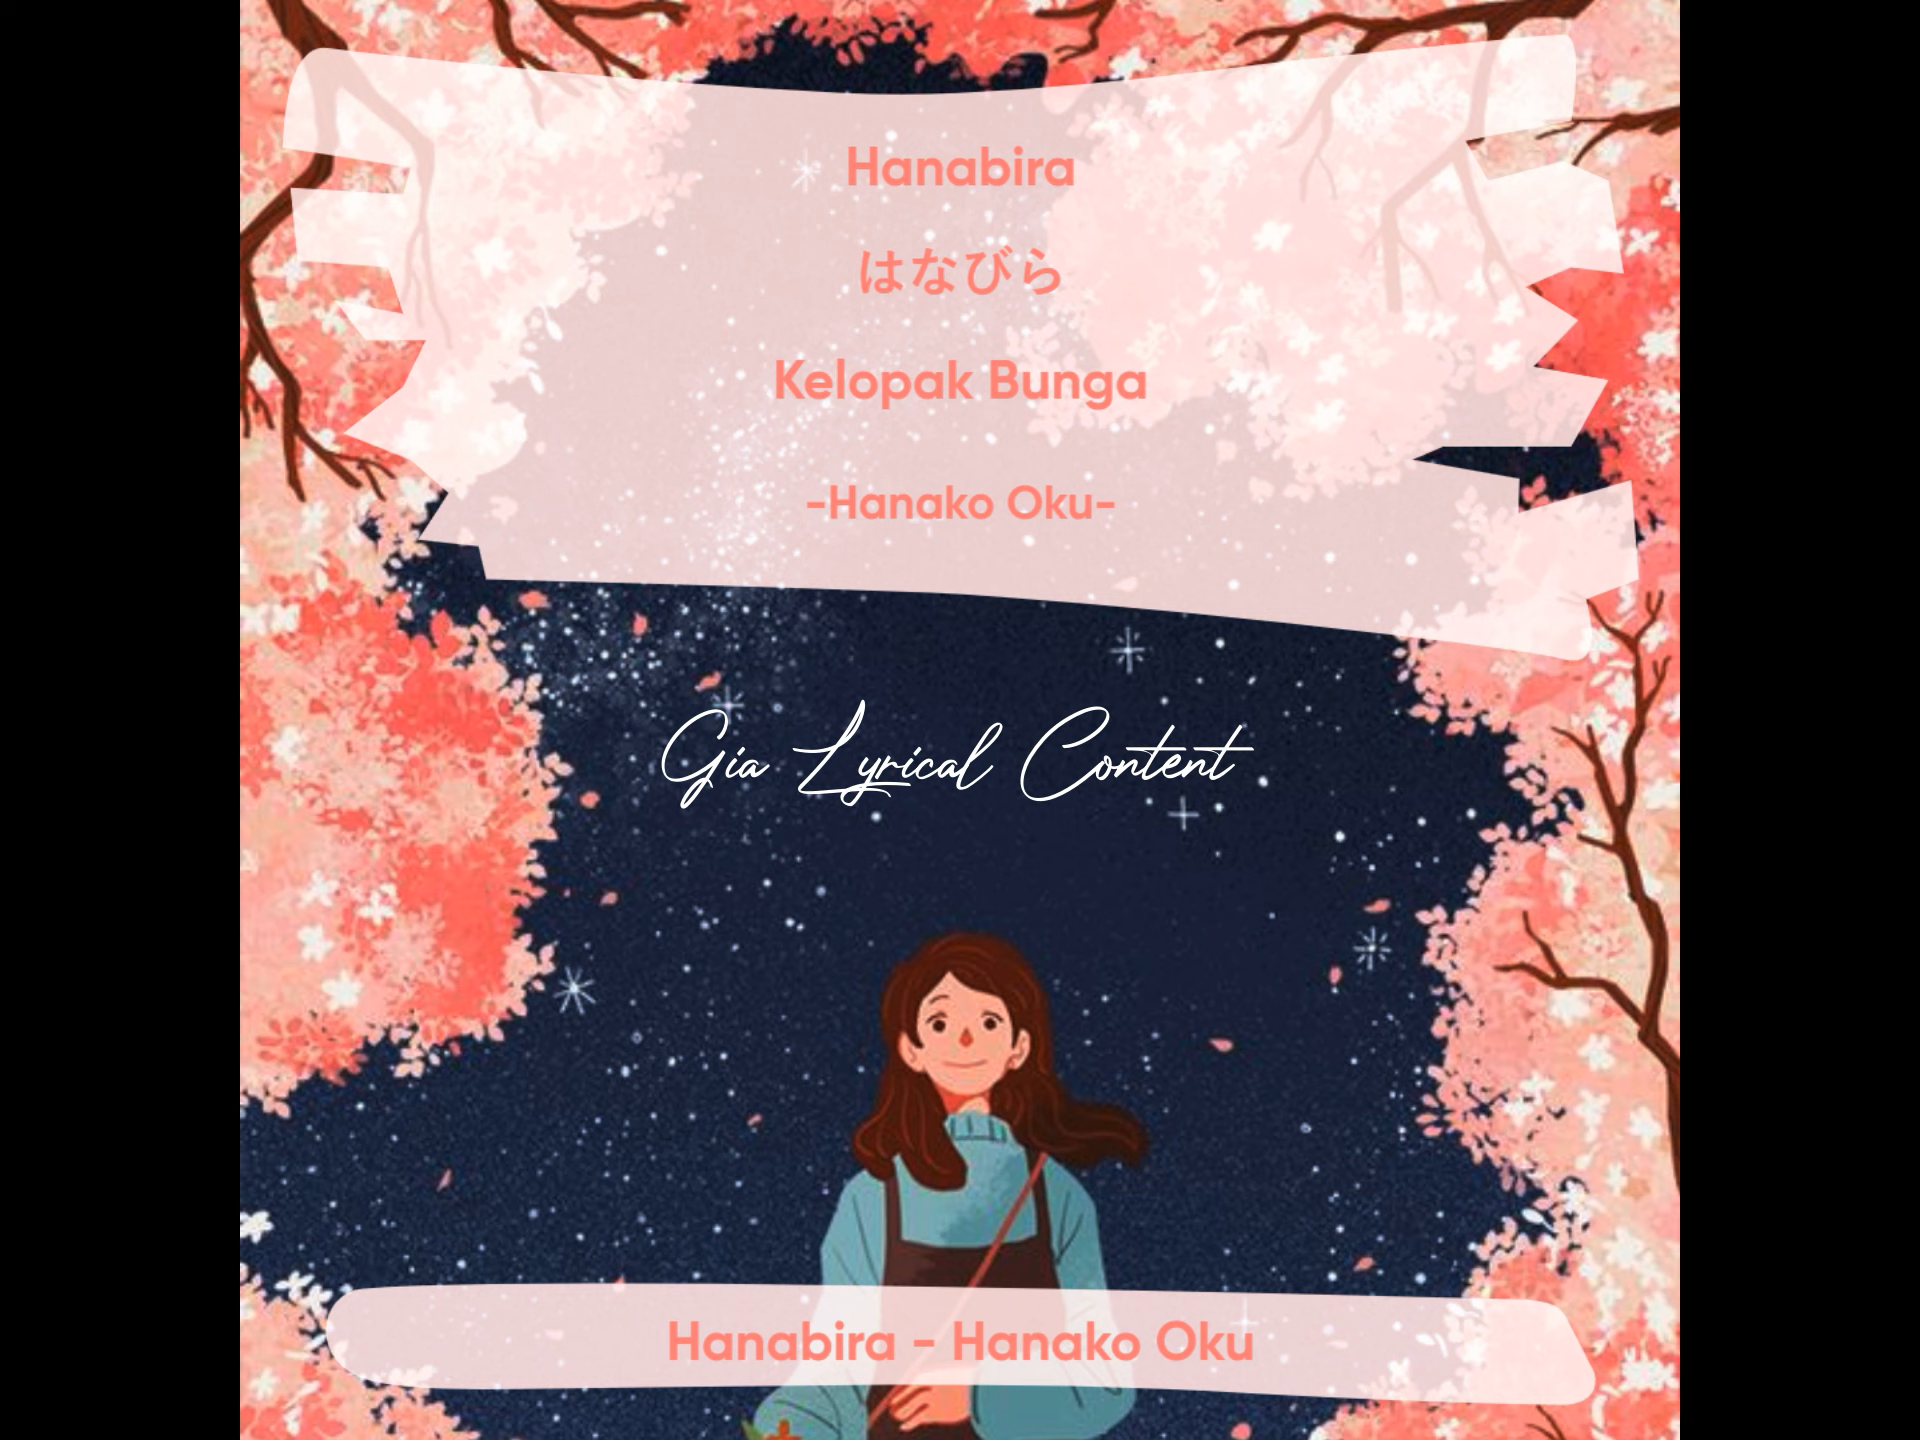 Hanabira
はなびら
Kelopak Bunga
-Hanako Oku-
Gia Lyrical Content
Hanabira - Hanako Oku